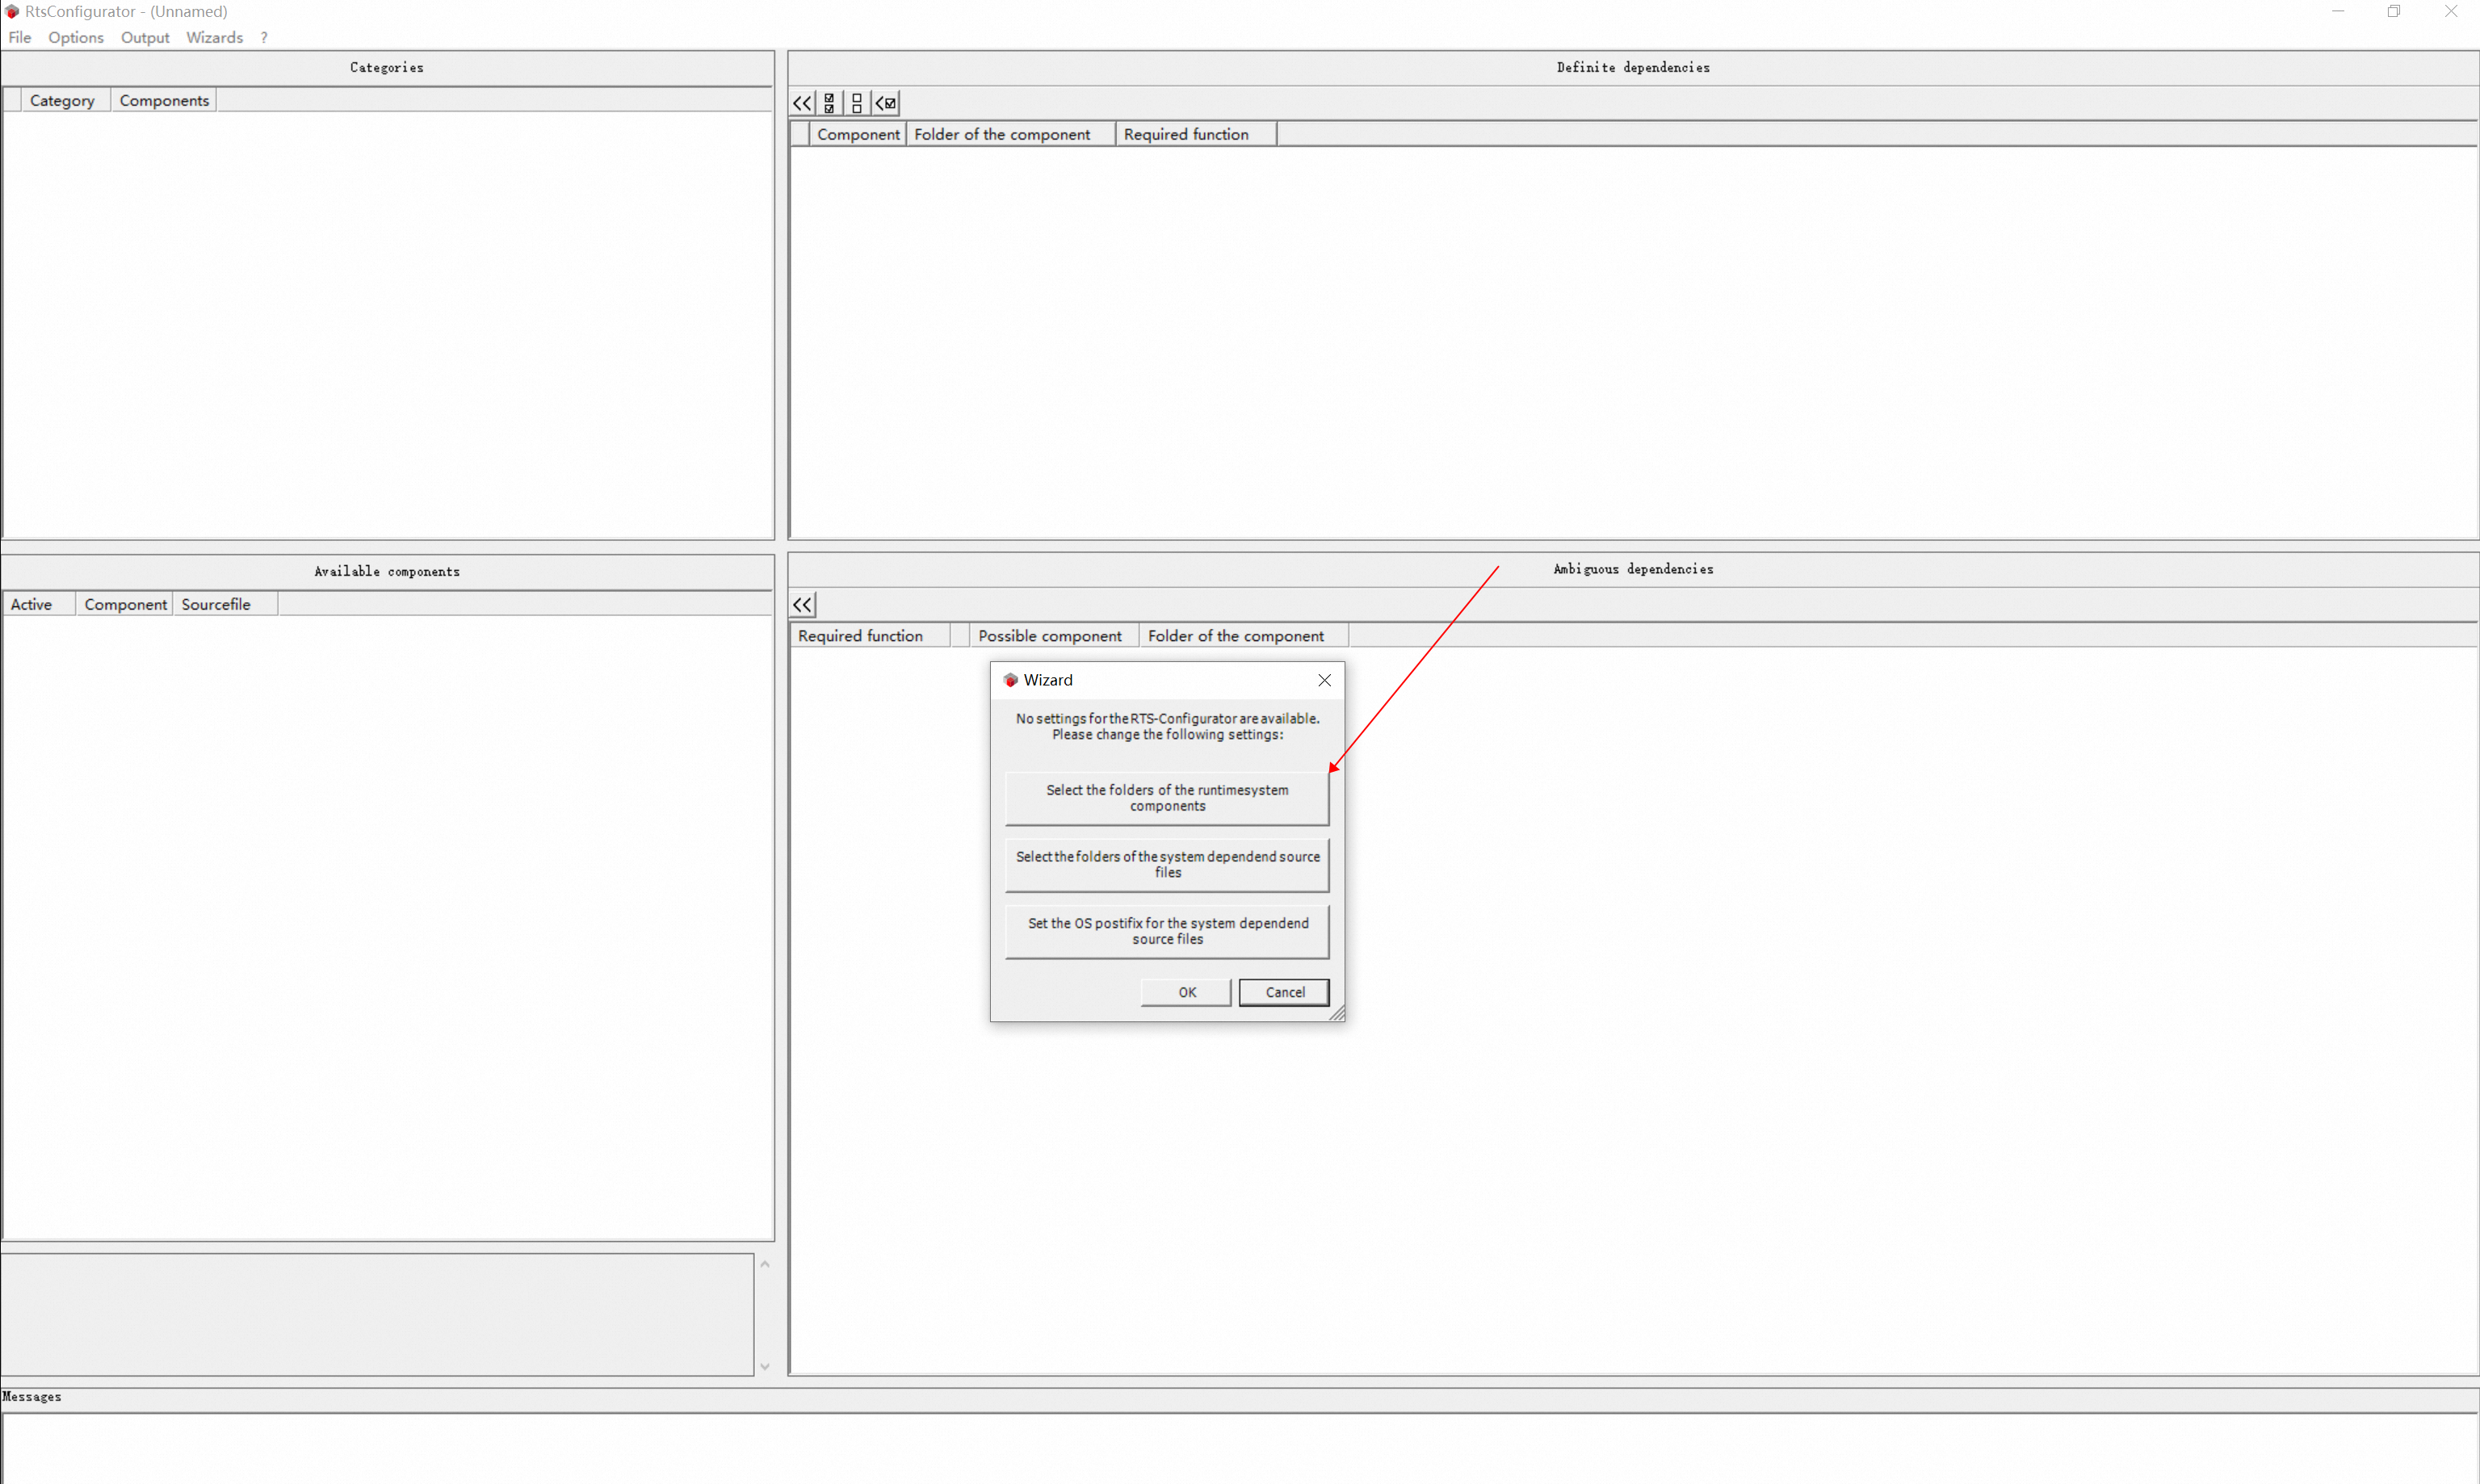 RtsConfigurator - (Unnamed)
File Options Output Wizards ?
Categories
Category Components
Definite dependencies
Component Folder of the component Required function
Available components
Active Component Sourcefile
Ambiguous dependencies
Required function Possible component Folder of the component
Wizard
No settings for the RTS-Configurator are available.
Please change the following settings:
Select the folders of the runtimesystem
components
Select the folders of the system dependend source
files
Set the OS postifix for the system dependend
source files
OK Cancel
Messages